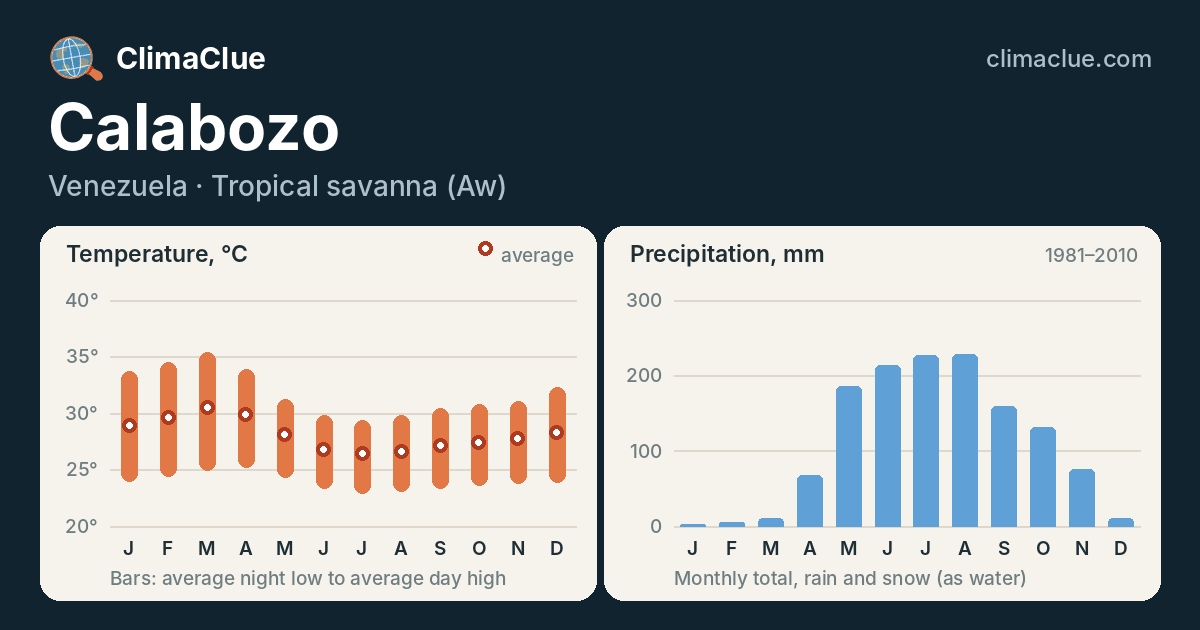 ClimaClue
climaclue.com
Calabozo
Venezuela · Tropical savanna (Aw)
Temperature, °C
average
40°
35°
30°
25°
20°
J F M A M J J A S O N D
Bars: average night low to average day high
Precipitation, mm
1981–2010
300
200
100
0
J F M A M J J A S O N D
Monthly total, rain and snow (as water)